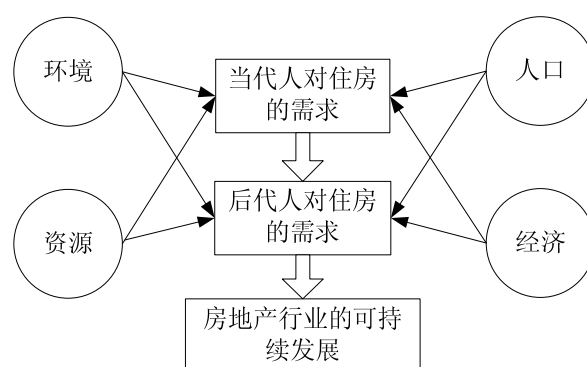 环境
当代人对住房
的需求
人口
资源
后代人对住房
的需求
经济
房地产行业的可持
续发展